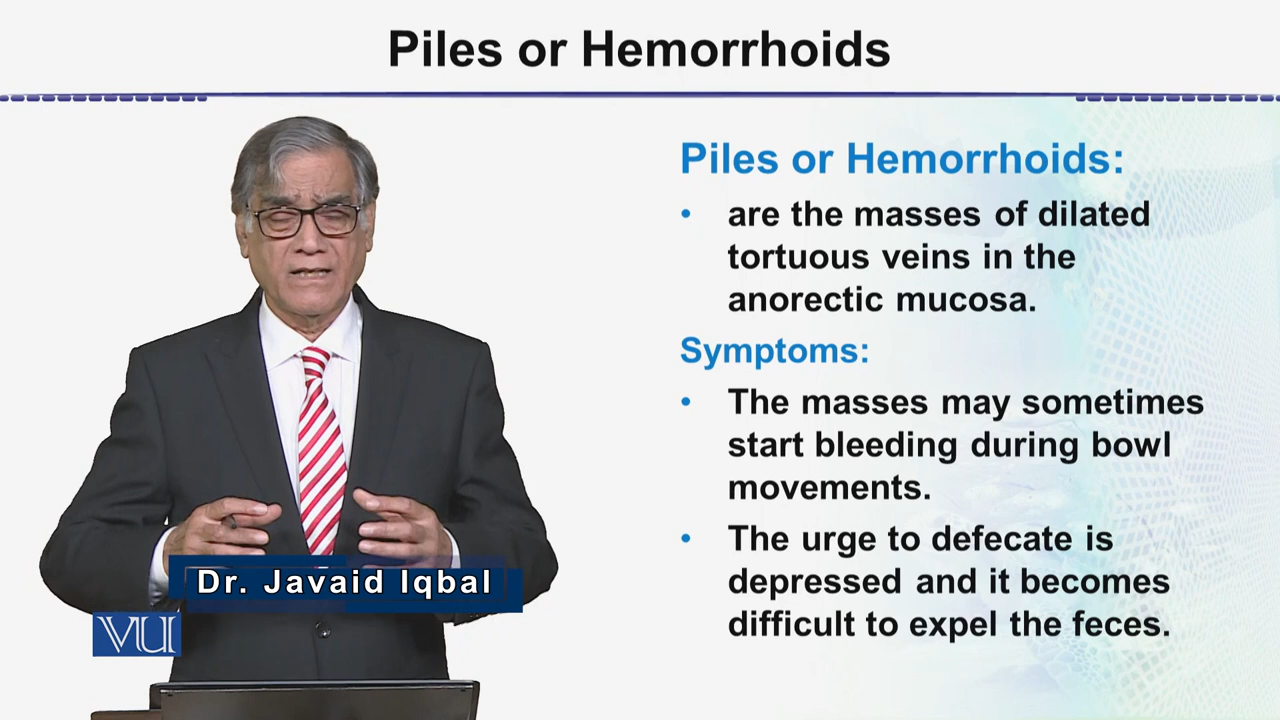 Piles or Hemorrhoids
Piles or Hemorrhoids:
• are the masses of dilated
tortuous veins in the
anorectic mucosa.
Symptoms:
• The masses may sometimes
start bleeding during bowl
movements.
• The urge to defecate is
depressed and it becomes
difficult to expel the feces.
Dr. Javaid Iqbal
VU